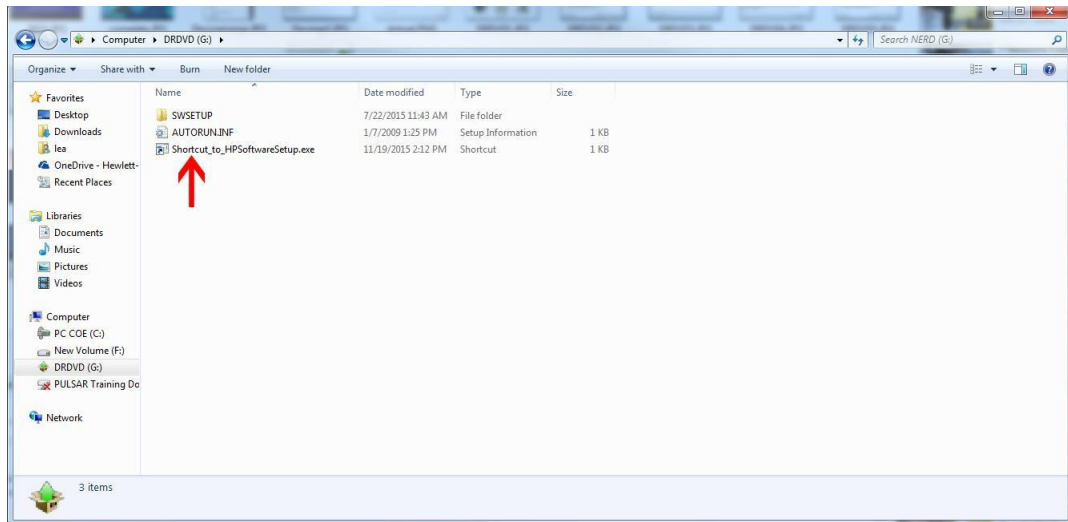 Computer DRDVD (G:)
Search NERD (G:)
Organize Share with Burn New folder
Name Date modified Type Size
SWSETUP 7/22/2015 11:43 AM File folder
AUTORUN.INF 1/7/2009 1:25 PM Setup Information 1 KB
Shortcut_to_HPSoftwareSetup.exe 11/19/2015 2:12 PM Shortcut 1 KB
Favorites
Desktop
Downloads
lea
OneDrive - Hewlett-
Recent Places
Libraries
Documents
Music
Pictures
Videos
Computer
PC COE (C:)
New Volume (F:)
DRDVD (G:)
PULSAR Training Do
Network
3 items